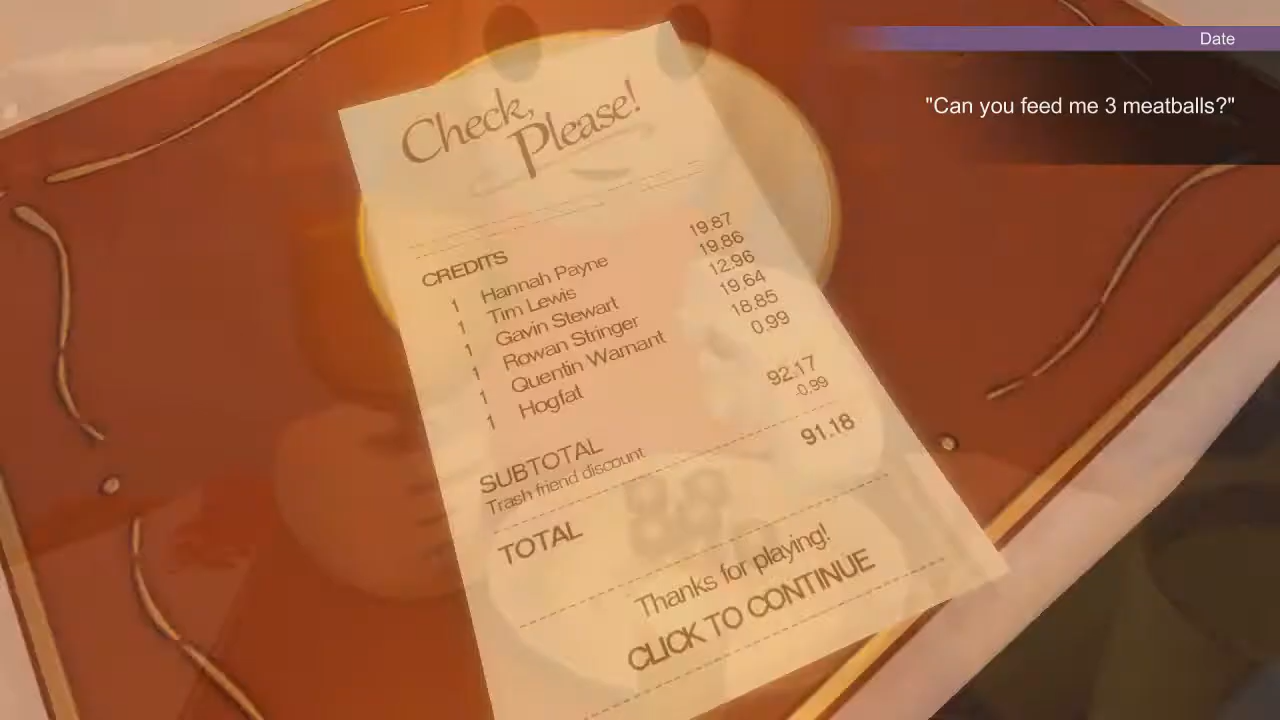 Date
"Can you feed me 3 meatballs?"
Check,
Please!
CREDITS
1 Hannah Payne 19.87
1 Tim Lewis 19.86
1 Gavin Stewart 12.96
1 Rowan Stringer 19.64
1 Quentin Warnant 18.85
1 Hogfat 0.99
SUBTOTAL 92.17
Trash friend discount -0.99
TOTAL 91.18
Thanks for playing!
CLICK TO CONTINUE